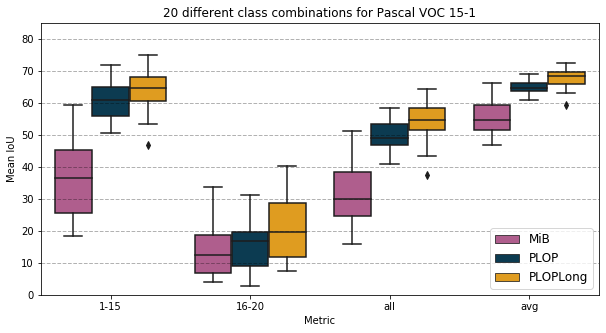 20 different class combinations for Pascal VOC 15-1
Mean IoU
80
70
60
50
40
30
20
10
0
1-15
16-20
all
avg
Metric
MiB
PLOP
PLOPLong